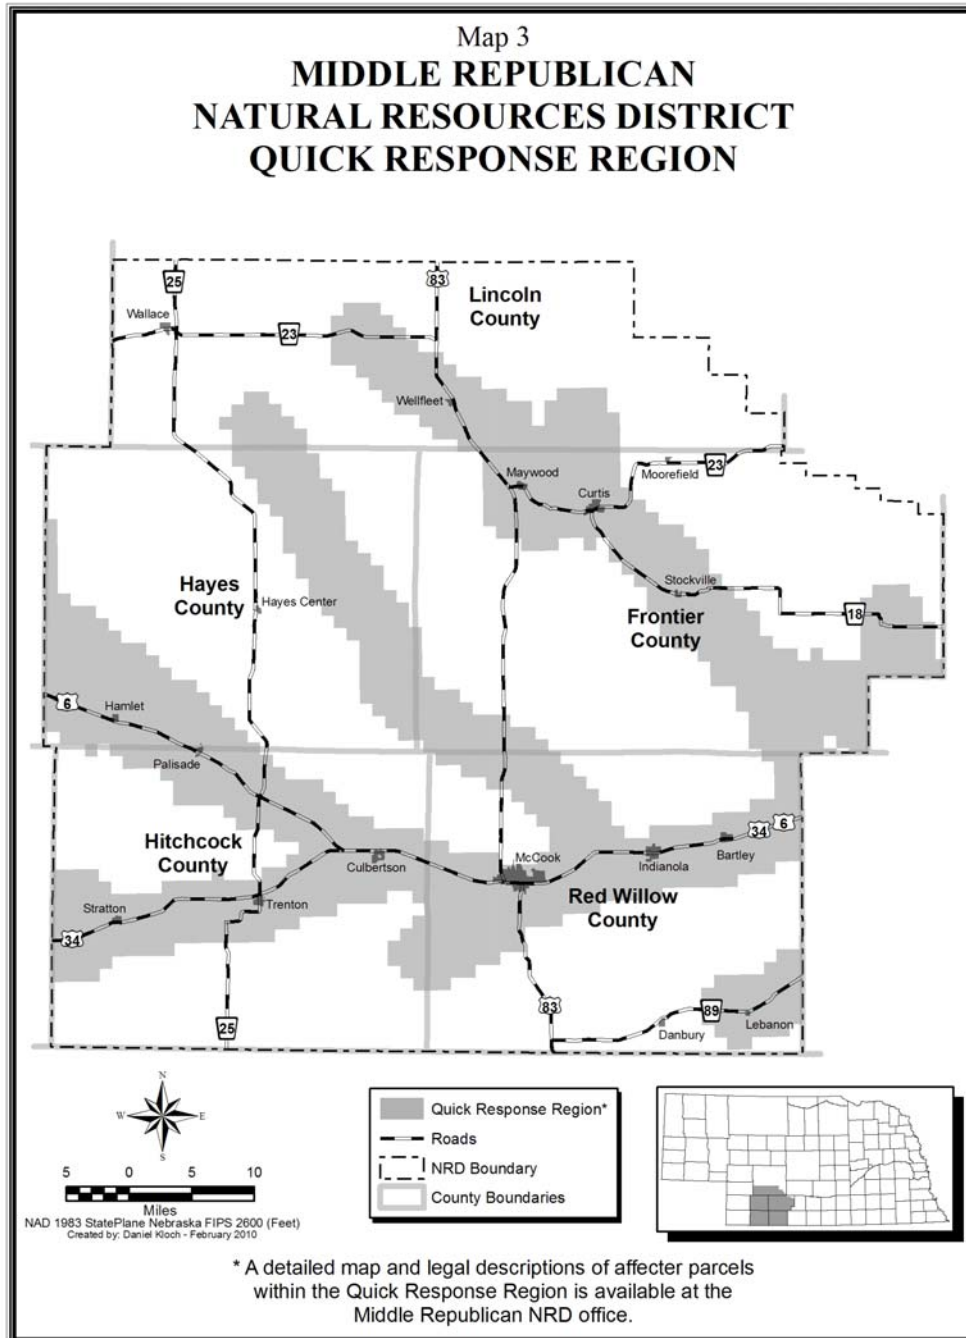 Map 3
MIDDLE REPUBLICAN
NATURAL RESOURCES DISTRICT
QUICK RESPONSE REGION
25
83
Lincoln
County
Wallace
23
Wellfleet
Maywood
Moorefield
23
Curtis
Hayes
County
Hayes Center
Stockville
Frontier
County
18
6
Hamlet
Palisade
Hitchcock
County
Culbertson
McCook
Indianola
Bartley
34
6
Red Willow
County
Stratton
Trenton
34
25
83
89
Danbury
Lebanon
N
W
E
S
5
0
5
10
Miles
NAD 1983 StatePlane Nebraska FIPS 2600 (Feet)
Created by: Daniel Kloch - February 2010
Quick Response Region*
Roads
NRD Boundary
County Boundaries
* A detailed map and legal descriptions of affecter parcels
within the Quick Response Region is available at the
Middle Republican NRD office.